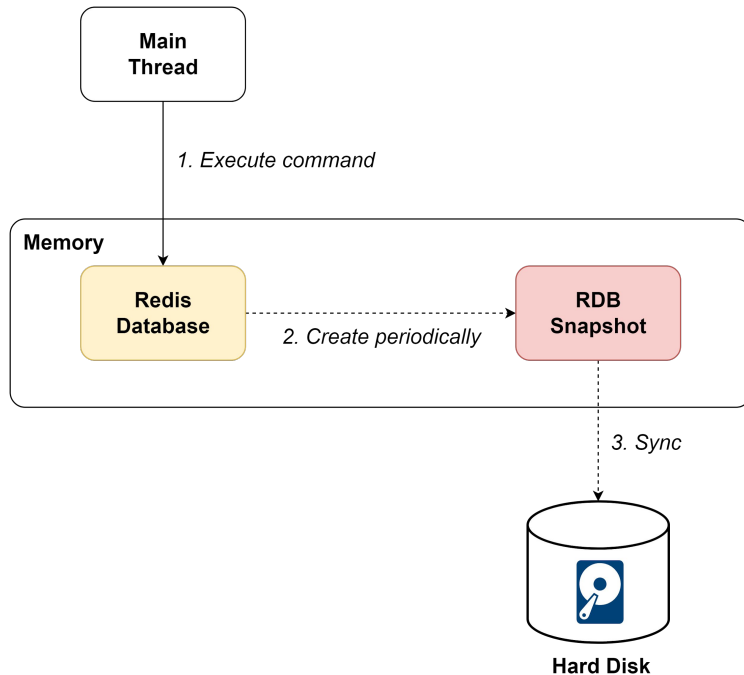 Main
Thread
1. Execute command
Memory
Redis
Database
2. Create periodically
RDB
Snapshot
3. Sync
Hard Disk